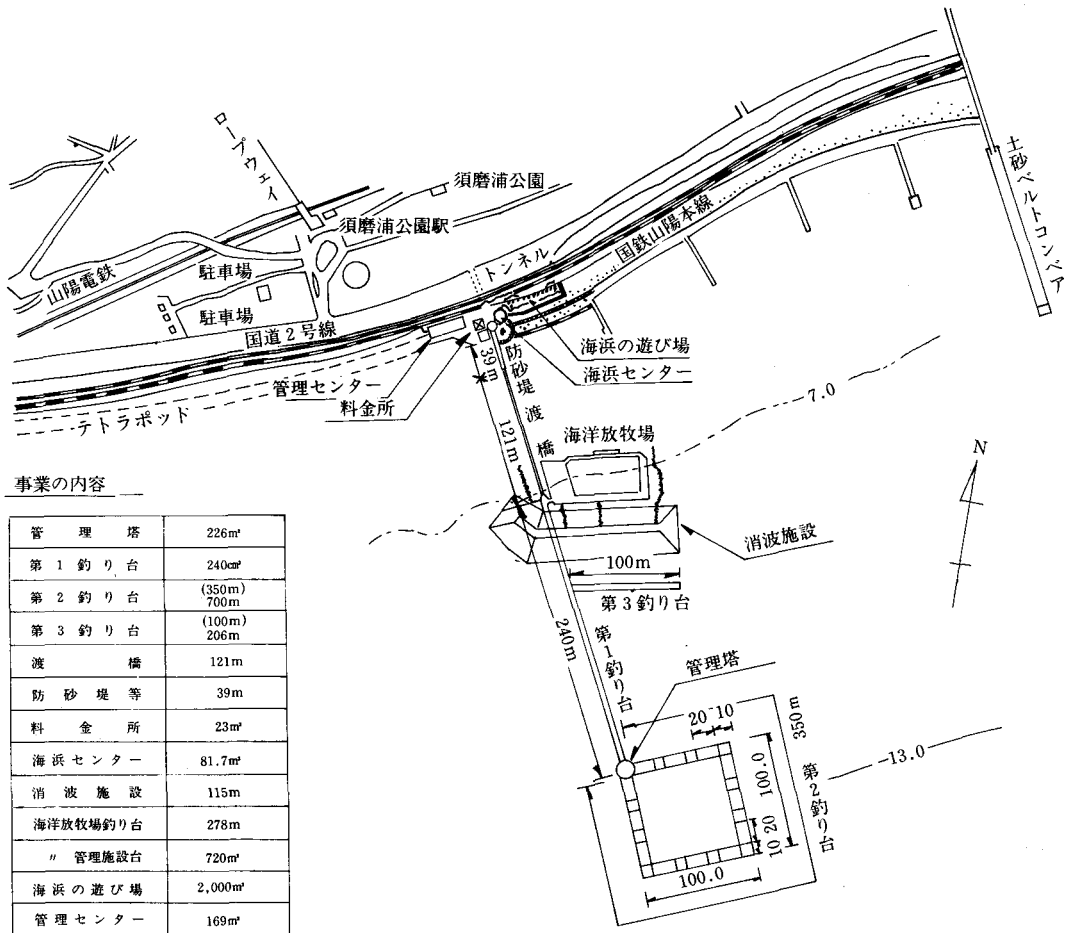 ロープウェイ
須磨浦公園
須磨浦公園駅
山陽電鉄
駐車場
駐車場
国道2号線
トンネル
国鉄山陽本線
土砂ベルトコンベア
海浜の遊び場
海浜センター
防砂堤
39m
管理センター
料金所
テトラポッド
渡橋
121m
海洋放牧場
7.0
N
消波施設
100m
第3釣り台
240m
第1釣り台
管理塔
20 10
350m
100.0
第2釣り台
-13.0
10 20
100.0
事業の内容
管理塔 226㎡
第1釣り台 240c㎡
第2釣り台 (350m) 700m
第3釣り台 (100m) 206m
渡橋 121m
防砂堤等 39m
料金所 23㎡
海浜センター 81.7㎡
消波施設 115m
海洋放牧場釣り台 278m
〃 管理施設台 720㎡
海浜の遊び場 2,000㎡
管理センター 169㎡